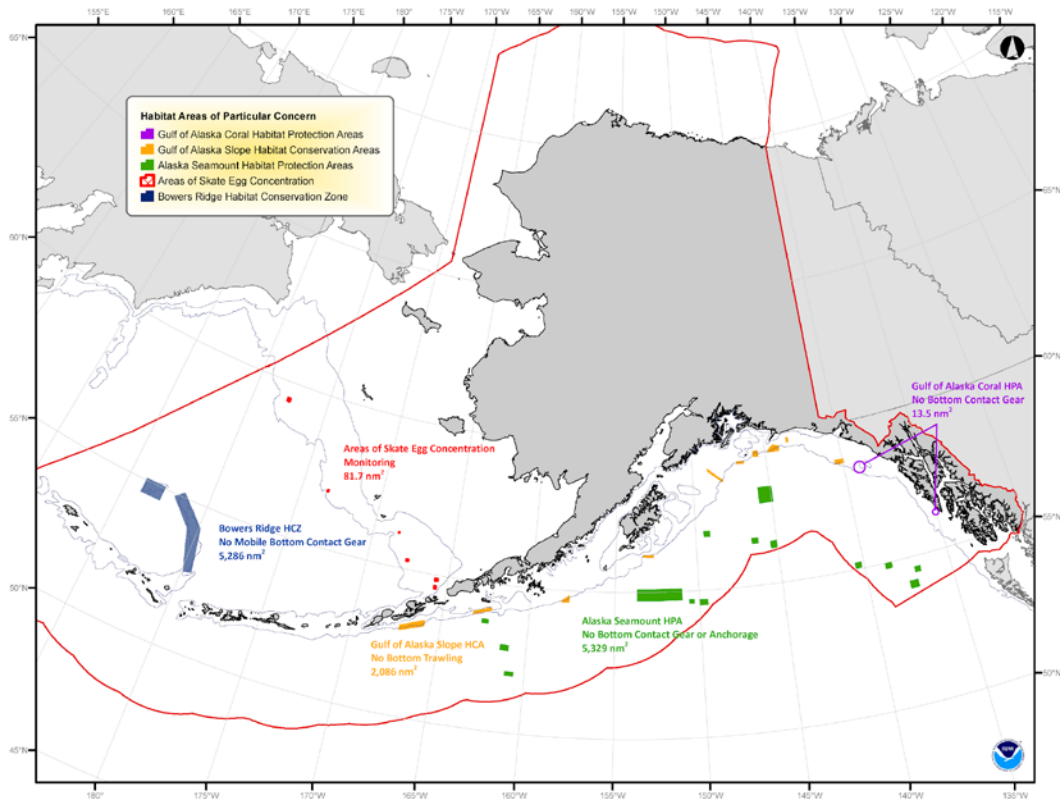 155°E 160°E 165°E 170°E 175°E 180° 175°W 170°W 165°W 160°W 155°W 150°W 145°W 140°W 135°W 130°W 125°W 120°W 115°W
65°N
65°N
Habitat Areas of Particular Concern
Gulf of Alaska Coral Habitat Protection Areas
Gulf of Alaska Slope Habitat Conservation Areas
Alaska Seamount Habitat Protection Areas
Areas of Skate Egg Concentration
Bowers Ridge Habitat Conservation Zone
60°N
60°N
Gulf of Alaska Coral HPA
No Bottom Contact Gear
13.5 nm²
55°N
Areas of Skate Egg Concentration
Monitoring
81.7 nm²
55°N
Bowers Ridge HCZ
No Mobile Bottom Contact Gear
5,286 nm²
50°N
Alaska Seamount HPA
No Bottom Contact Gear or Anchorage
5,329 nm²
Gulf of Alaska Slope HCA
No Bottom Trawling
2,086 nm²
50°N
45°N
180° 175°W 170°W 165°W 160°W 155°W 150°W 145°W 140°W 135°W